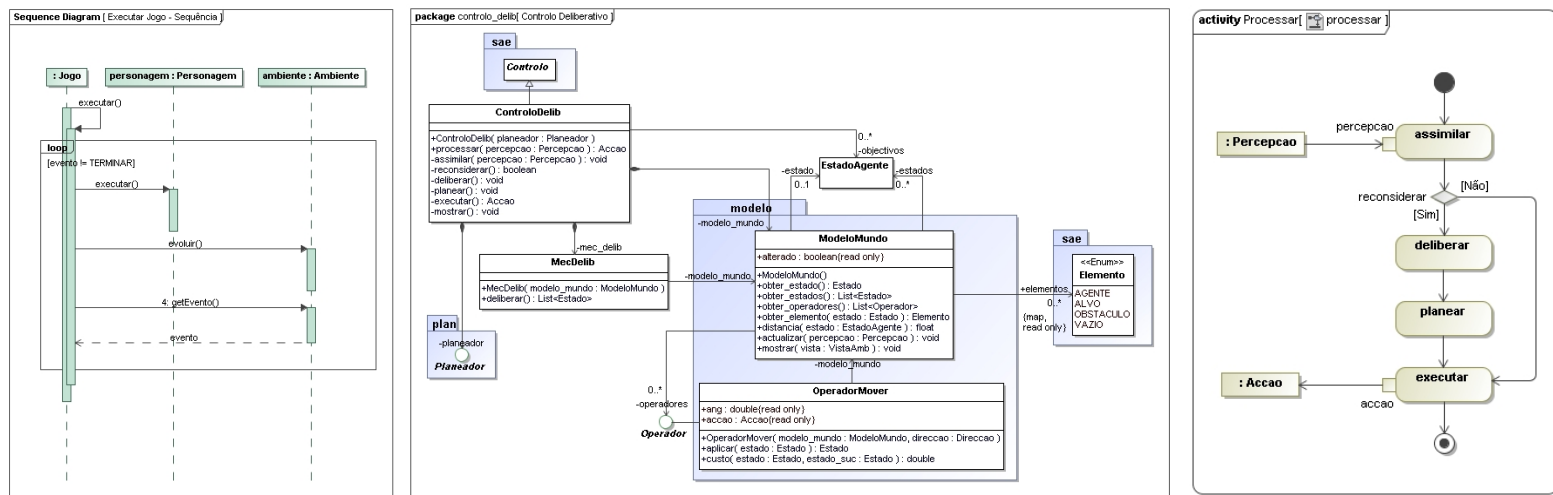 Sequence Diagram [ Executar Jogo - Sequência ]
: Jogo
personagem : Personagem
ambiente : Ambiente
executar()
loop
[evento != TERMINAR]
executar()
evoluir()
4: getEvento()
evento
package controlo_delib[ Controlo Deliberativo ]
sae
Controlo
ControloDelib
+ControloDelib( planeador : Planeador )
+processar( percepcao : Percepcao ) : Accao
-assimilar( percepcao : Percepcao ) : void
-reconsiderar() : boolean
-deliberar() : void
-planear() : void
-executar() : Accao
-mostrar() : void
0..*
-objectivos
EstadoAgente
-estado
0..1
-estados
0..*
modelo
-modelo_mundo
-mec_delib
MecDelib
+MecDelib( modelo_mundo : ModeloMundo )
+deliberar() : List<Estado>
-modelo_mundo
ModeloMundo
+alterado : boolean{read only}
+ModeloMundo()
+obter_estado() : Estado
+obter_estados() : List<Estado>
+obter_operadores() : List<Operador>
+obter_elemento( estado : Estado ) : Elemento
+distancia( estado : EstadoAgente ) : float
+actualizar( percepcao : Percepcao ) : void
+mostrar( vista : VistaAmb ) : void
sae
<<Enum>>
Elemento
AGENTE
ALVO
OBSTACULO
VAZIO
+elementos
0..*
{map,
read only}
plan
-planeador
Planeador
-modelo_mundo
0..*
-operadores
Operador
OperadorMover
+ang : double{read only}
+accao : Accao{read only}
+OperadorMover( modelo_mundo : ModeloMundo, direccao : Direccao )
+aplicar( estado : Estado ) : Estado
+custo( estado : Estado, estado_suc : Estado ) : double
activity Processar[ processar ]
percepcao
: Percepcao
assimilar
reconsiderar
[Não]
[Sim]
deliberar
planear
executar
: Accao
accao